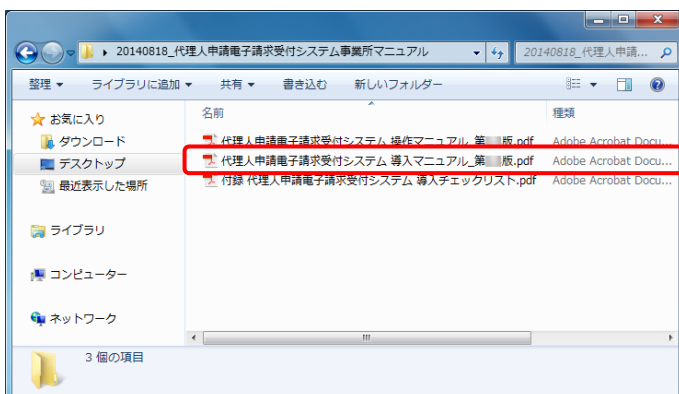 20140818_代理人申請電子請求受付システム事業所マニュアル
20140818_代理人申請...
整理 ライブラリに追加 共有 書き込む 新しいフォルダー
お気に入り
ダウンロード
デスクトップ
最近表示した場所
ライブラリ
コンピューター
ネットワーク
名前 種類
代理人申請電子請求受付システム 操作マニュアル_第 版.pdf Adobe Acrobat Docu...
代理人申請電子請求受付システム 導入マニュアル_第 版.pdf Adobe Acrobat Docu...
付録 代理人申請電子請求受付システム 導入チェックリスト.pdf Adobe Acrobat Docu...
3 個の項目